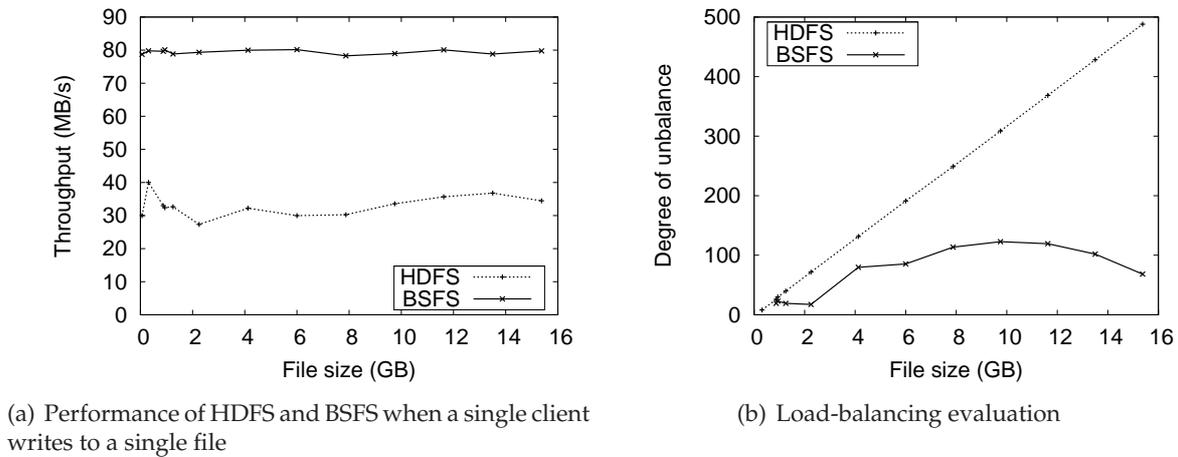 90
80
70
60
50
40
30
20
10
0
Throughput (MB/s)
HDFS
BSFS
0 2 4 6 8 10 12 14 16
File size (GB)
(a) Performance of HDFS and BSFS when a single client
writes to a single file
500
400
300
200
100
0
Degree of unbalance
HDFS
BSFS
0 2 4 6 8 10 12 14 16
File size (GB)
(b) Load-balancing evaluation